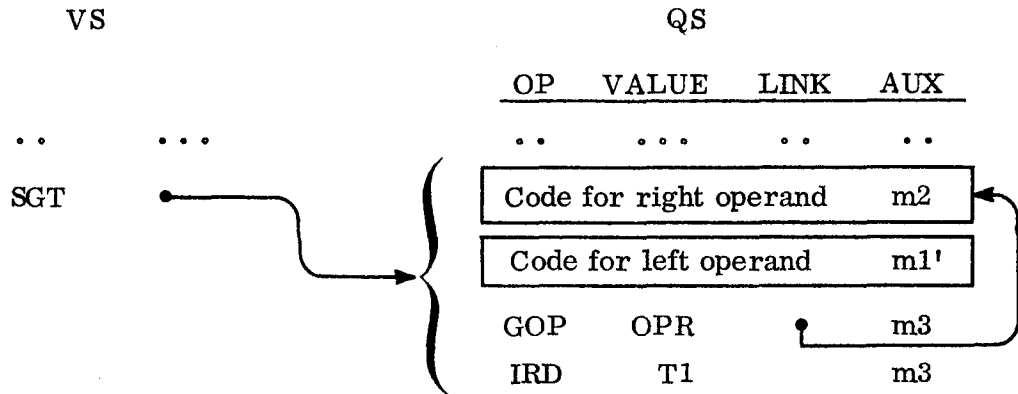 VS QS
OP VALUE LINK AUX
.. ... .. ... .. ..
SGT Code for right operand m2
Code for left operand m1'
GOP OPR m3
IRD T1 m3